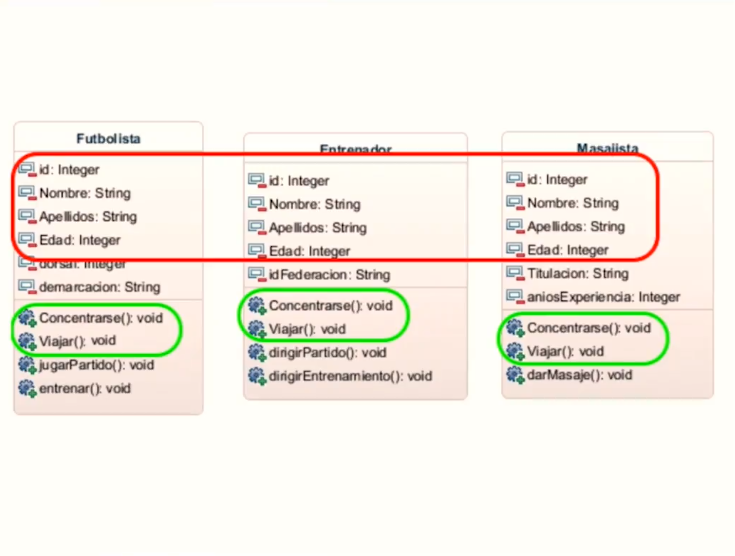 Futbolista
id: Integer
Nombre: String
Apellidos: String
Edad: Integer
dorsal: Integer
demarcacion: String
Concentrarse(): void
Viajar(): void
jugarPartido(): void
entrenar(): void
Entrenador
id: Integer
Nombre: String
Apellidos: String
Edad: Integer
idFederacion: String
Concentrarse(): void
Viajar(): void
dirigirPartido(): void
dirigirEntrenamiento(): void
Masajista
id: Integer
Nombre: String
Apellidos: String
Edad: Integer
Titulacion: String
aniosExperiencia: Integer
Concentrarse(): void
Viajar(): void
darMasaje(): void